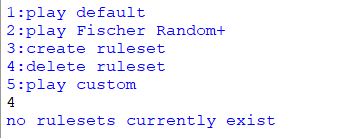 1:play default
2:play Fischer Random+
3:create ruleset
4:delete ruleset
5:play custom
4
no rulesets currently exist